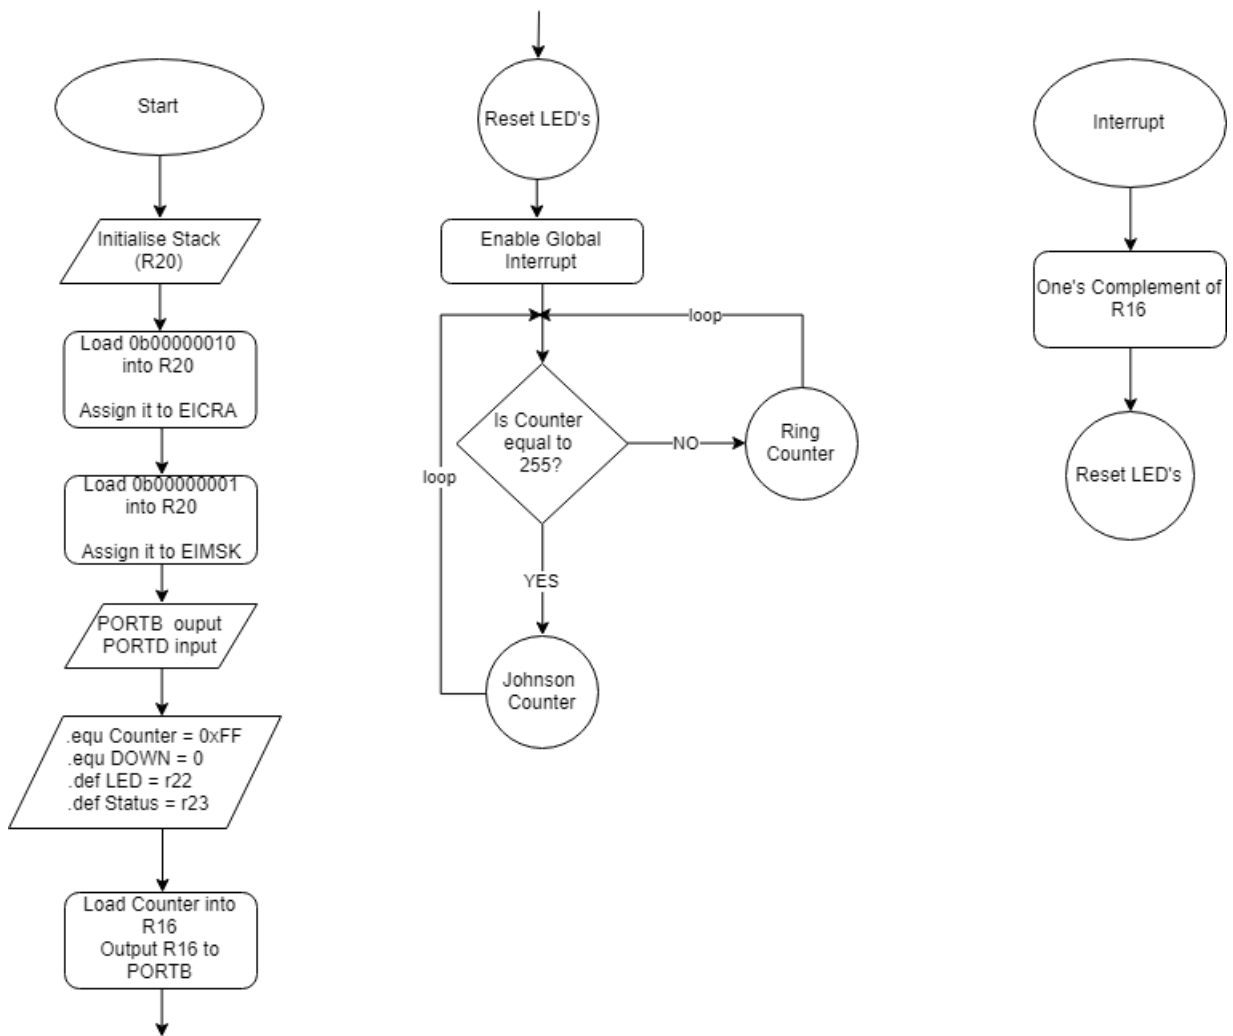 Start
Initialise Stack
(R20)
Load 0b00000010
into R20
Assign it to EICRA
Load 0b00000001
into R20
Assign it to EIMSK
PORTB ouput
PORTD input
.equ Counter = 0xFF
.equ DOWN = 0
.def LED = r22
.def Status = r23
Load Counter into
R16
Output R16 to
PORTB
Reset LED's
Enable Global
Interrupt
loop
Is Counter
equal to
255?
NO
Ring
Counter
loop
YES
Johnson
Counter
Interrupt
One's Complement of
R16
Reset LED's